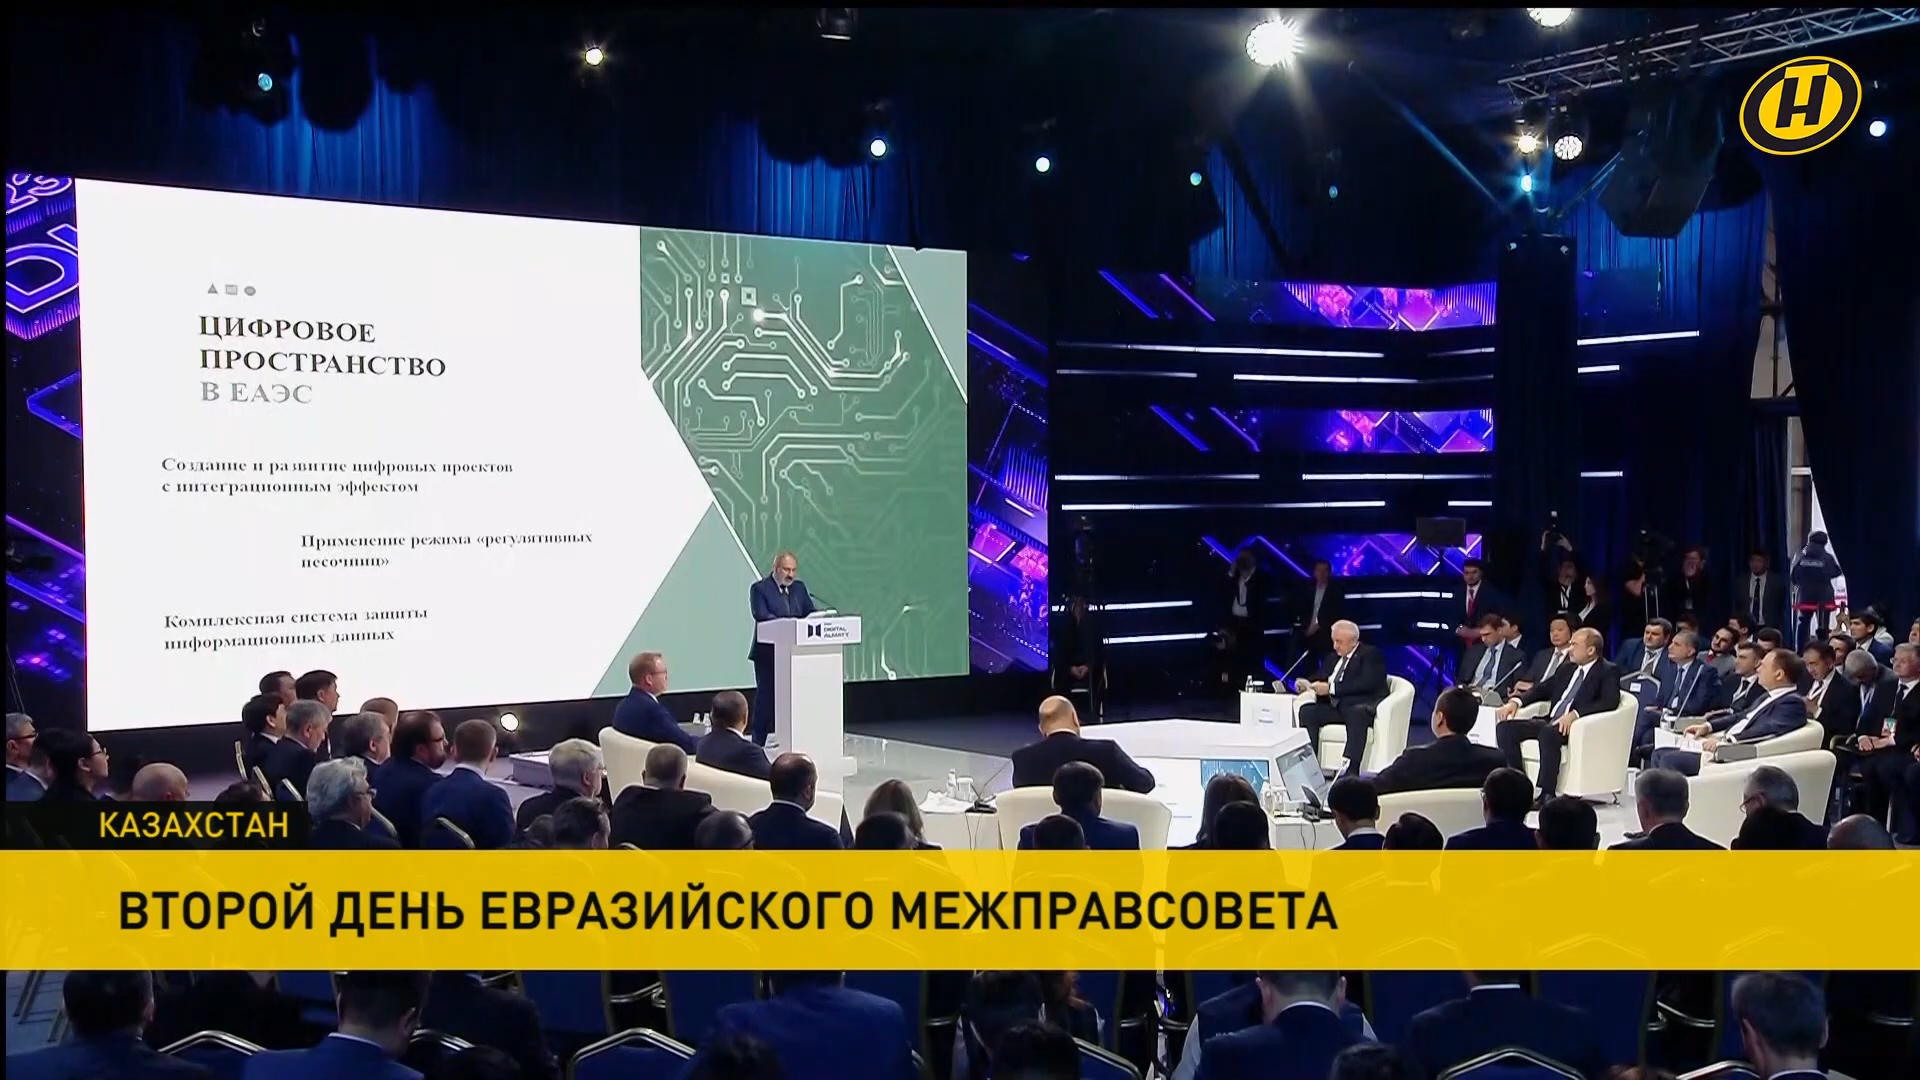 ЦИФРОВОЕ
ПРОСТРАНСТВО
В ЕАЭС
Создание и развитие цифровых проектов
с интеграционным эффектом
Применение режима «регулятивных
песочниц»
Комплексная система защиты
информационных данных
DIGITAL
ALMATY
КАЗАХСТАН
ВТОРОЙ ДЕНЬ ЕВРАЗИЙСКОГО МЕЖПРАВСОВЕТА